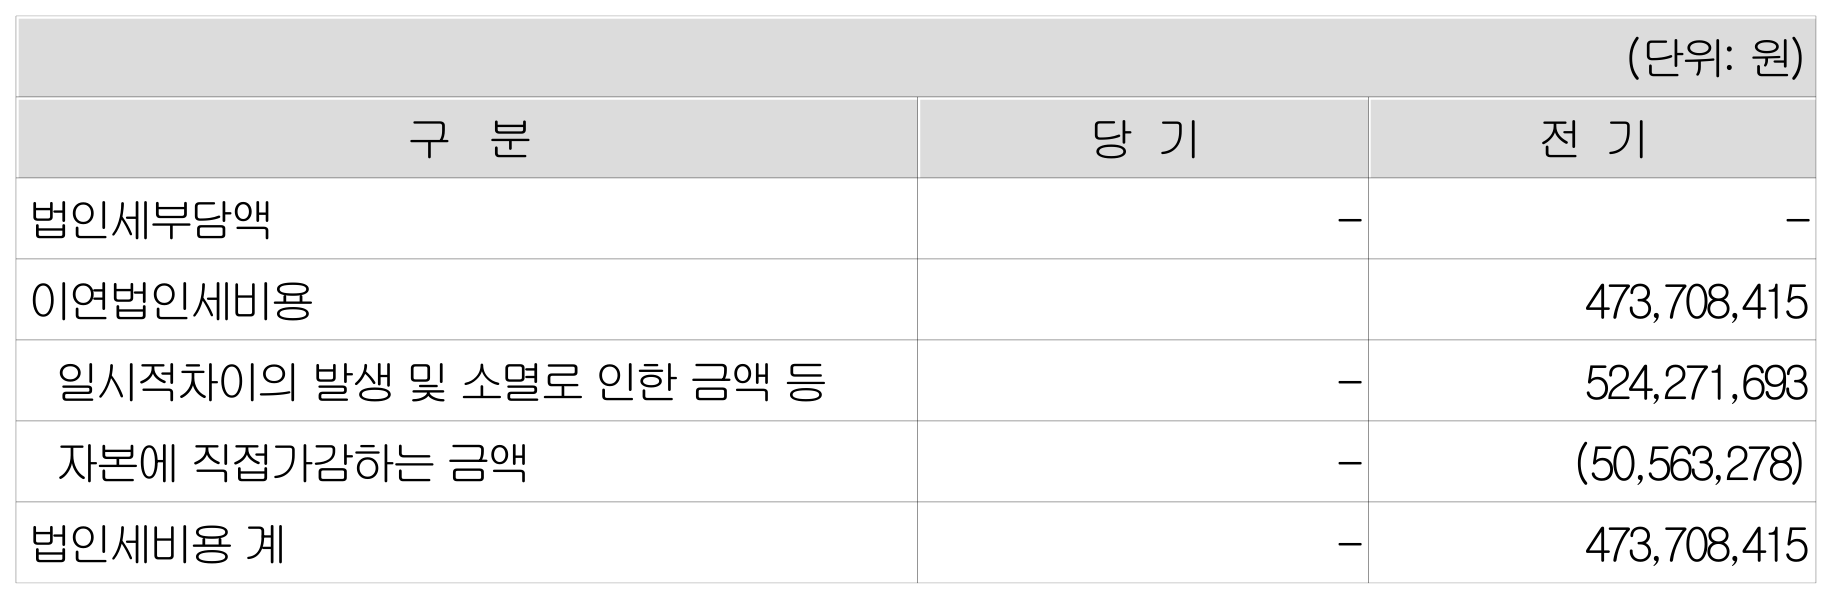 (단위: 원)
구 분 당 기 전 기
법인세부담액 - -
이연법인세비용 473,708,415
일시적차이의 발생 및 소멸로 인한 금액 등 - 524,271,693
자본에 직접가감하는 금액 - (50,563,278)
법인세비용 계 - 473,708,415